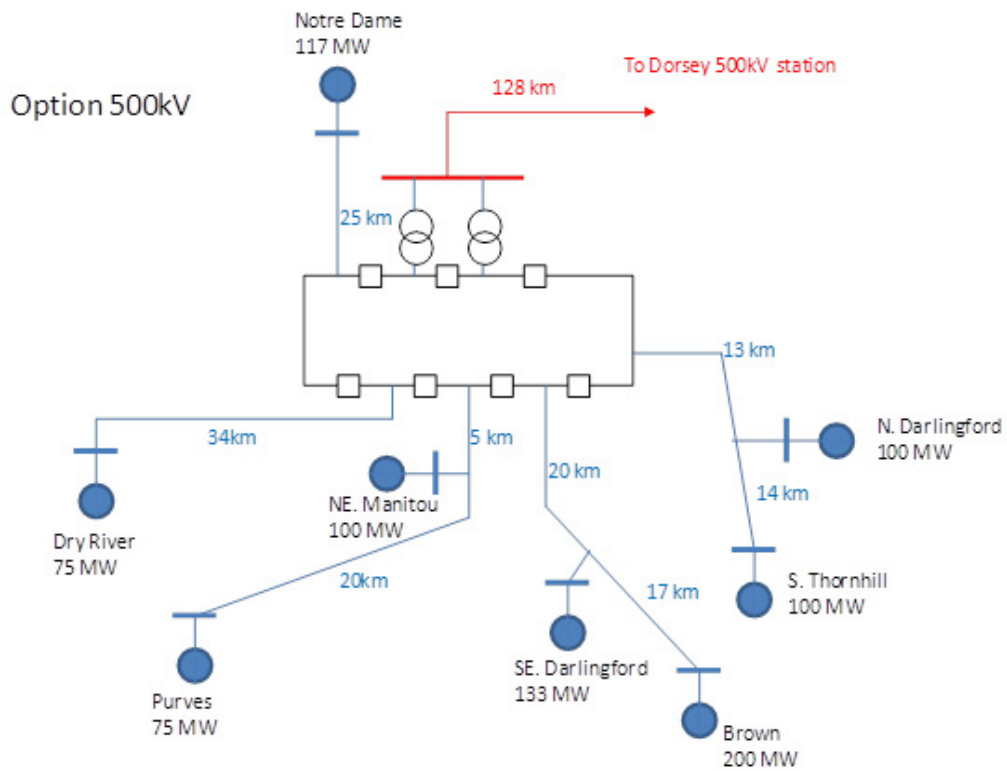 Notre Dame
117 MW
Option 500kV
To Dorsey 500kV station
128 km
25 km
13 km
34km
5 km
20 km
N. Darlingford
100 MW
14 km
NE. Manitou
100 MW
Dry River
75 MW
20km
17 km
S. Thornhill
100 MW
SE. Darlingford
133 MW
Purves
75 MW
Brown
200 MW